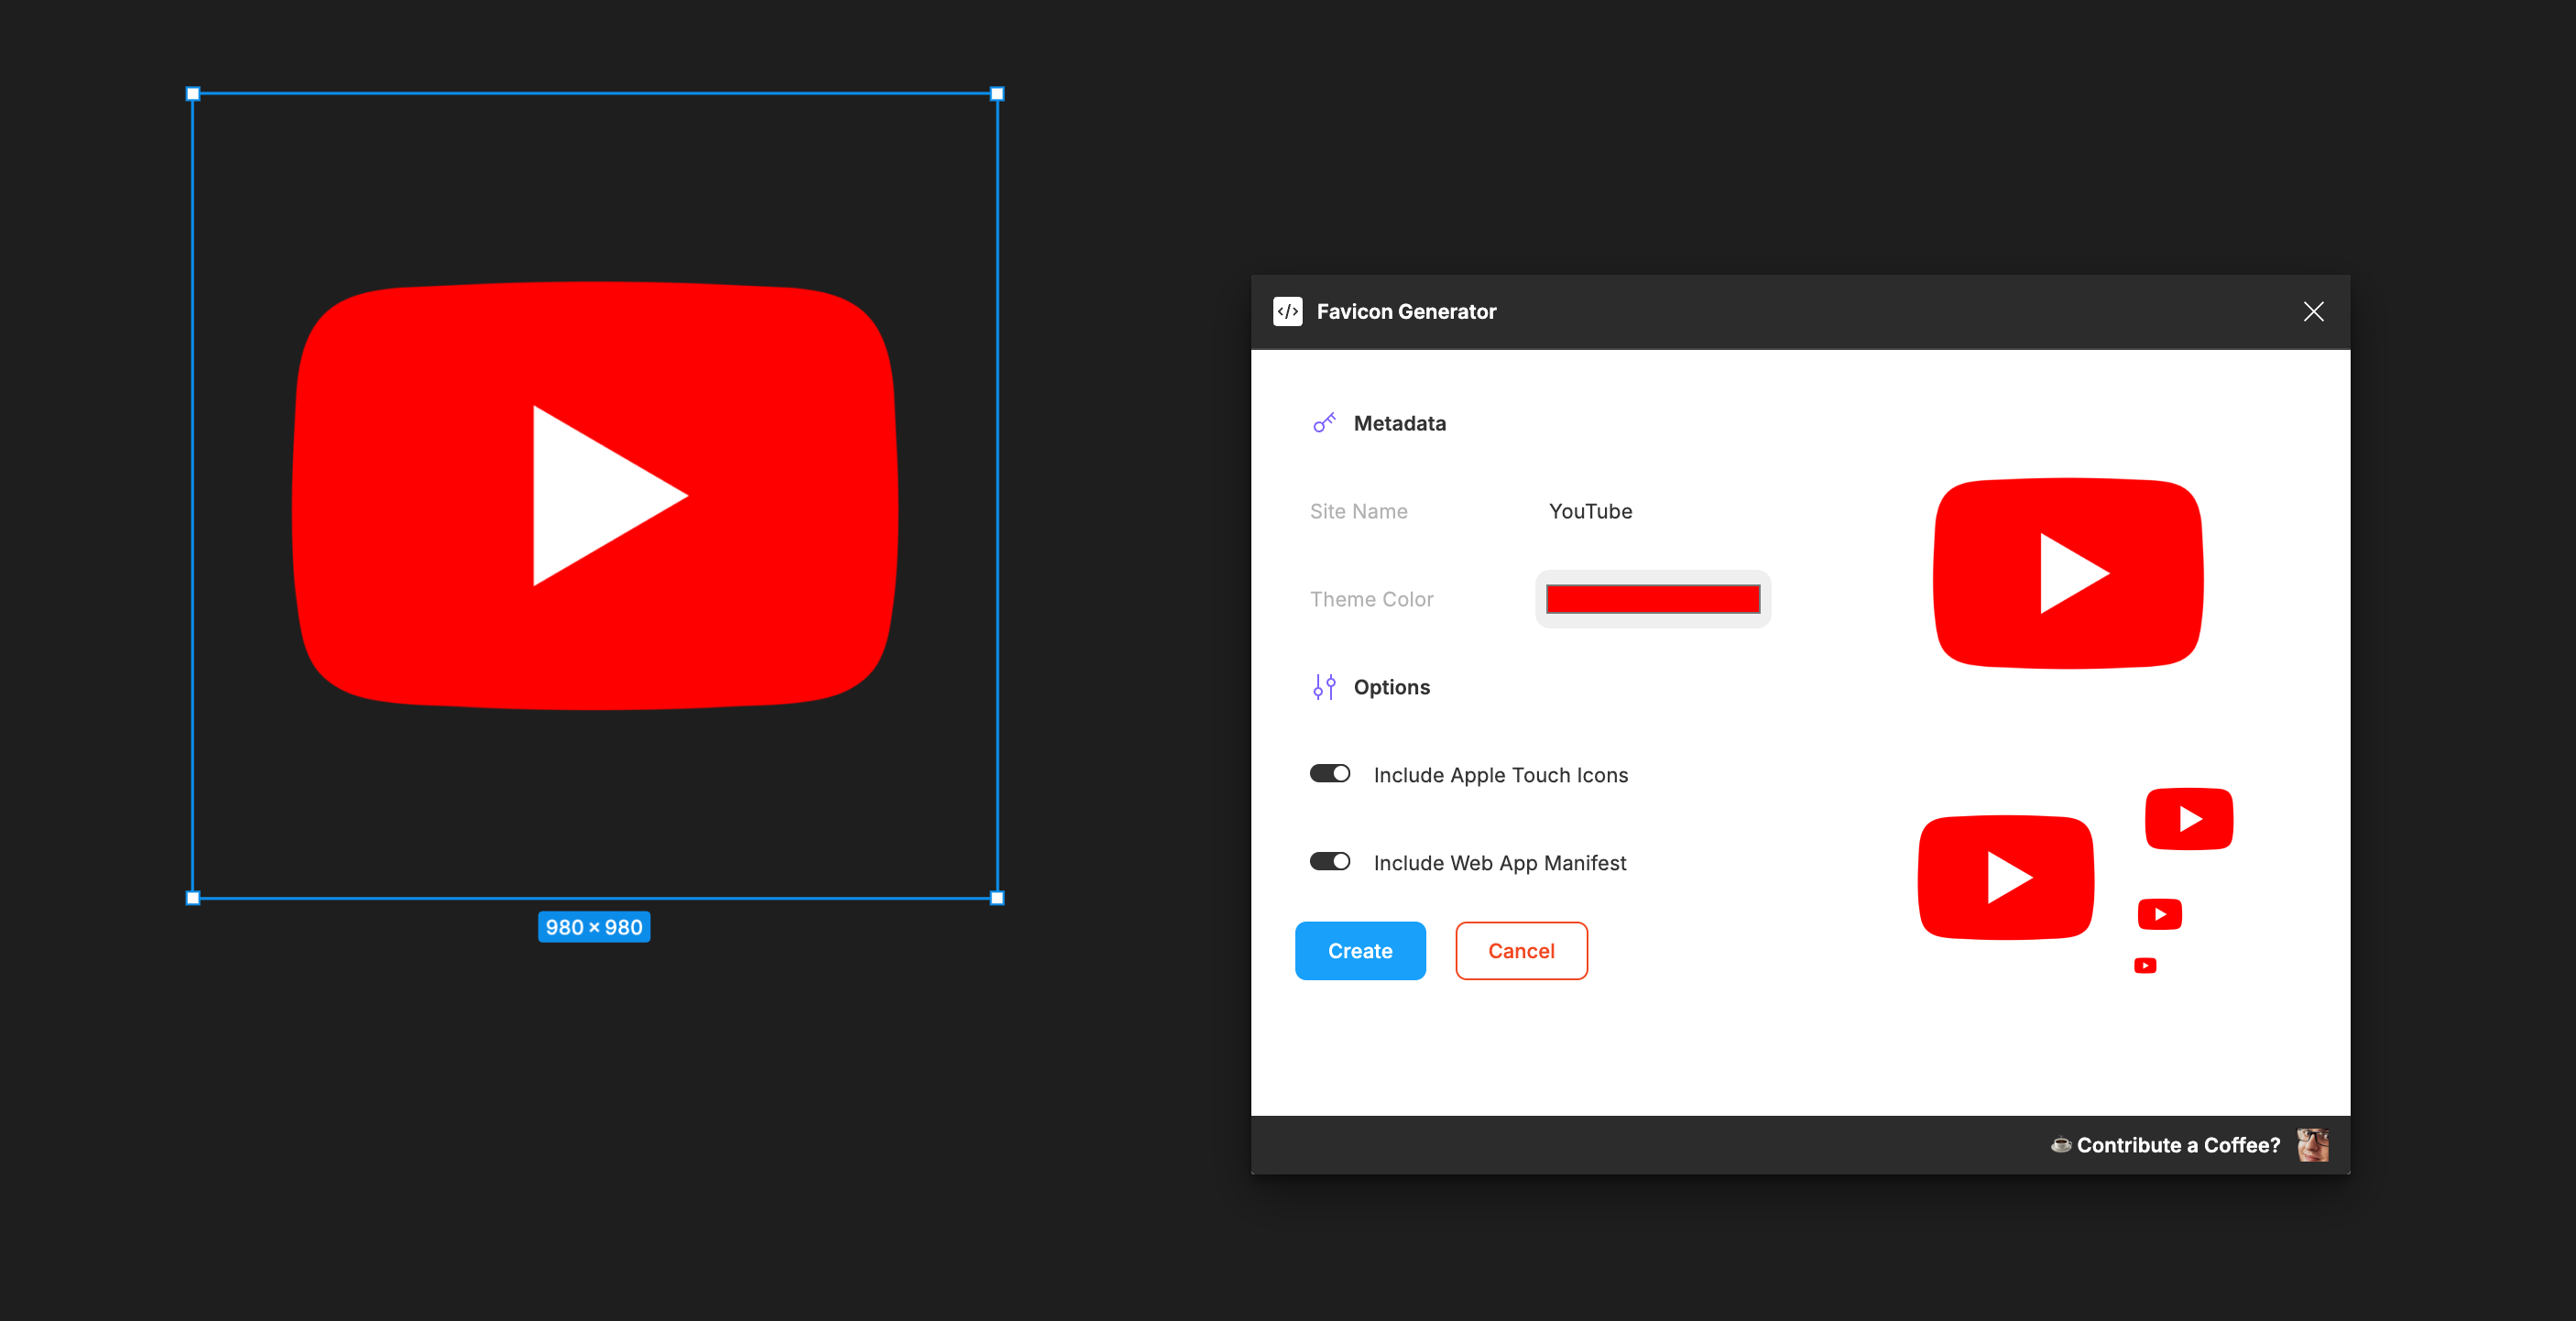 980 × 980
</> Favicon Generator
Metadata
Site Name YouTube
Theme Color
Options
Include Apple Touch Icons
Include Web App Manifest
Create Cancel
☕ Contribute a Coffee?